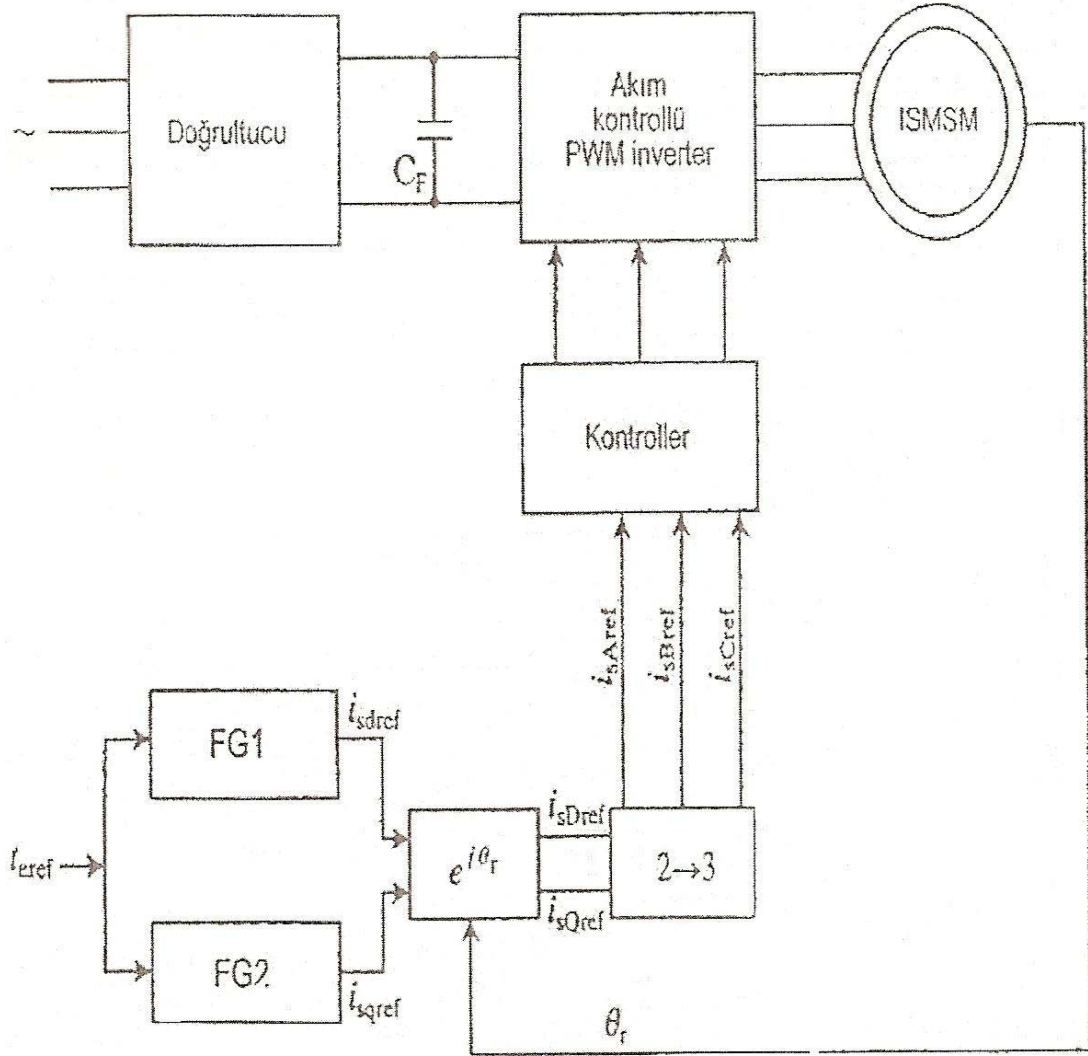 ~
Doğrultucu
C_F
Akım
kontrollü
PWM inverter
ISMSM
Kontroller
i_sAref
i_sBref
i_sCref
FG1
i_sdref
t_eref
FG2
i_sqref
e^jθ_r
i_sDref
i_sQref
2→3
θ_r